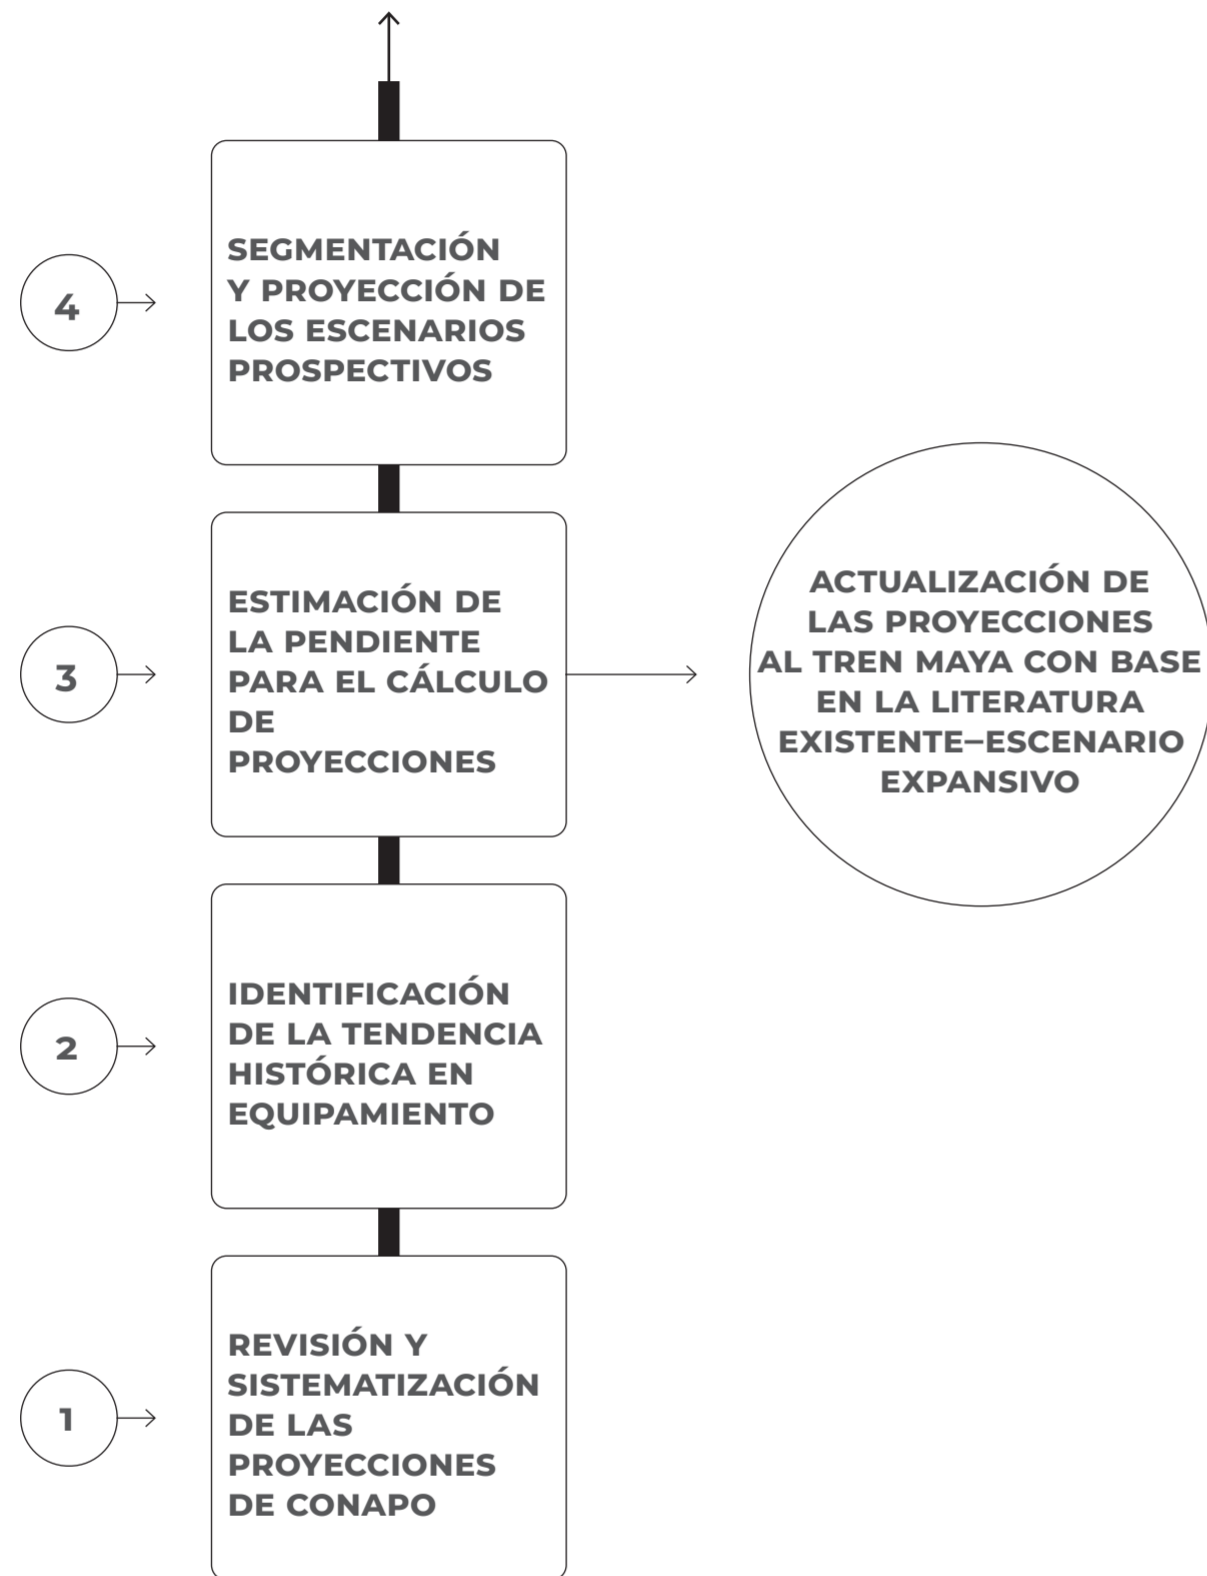 4
SEGMENTACIÓN
Y PROYECCIÓN DE
LOS ESCENARIOS
PROSPECTIVOS
3
ESTIMACIÓN DE
LA PENDIENTE
PARA EL CÁLCULO
DE
PROYECCIONES
ACTUALIZACIÓN DE
LAS PROYECCIONES
AL TREN MAYA CON BASE
EN LA LITERATURA
EXISTENTE–ESCENARIO
EXPANSIVO
2
IDENTIFICACIÓN
DE LA TENDENCIA
HISTÓRICA EN
EQUIPAMIENTO
1
REVISIÓN Y
SISTEMATIZACIÓN
DE LAS
PROYECCIONES
DE CONAPO